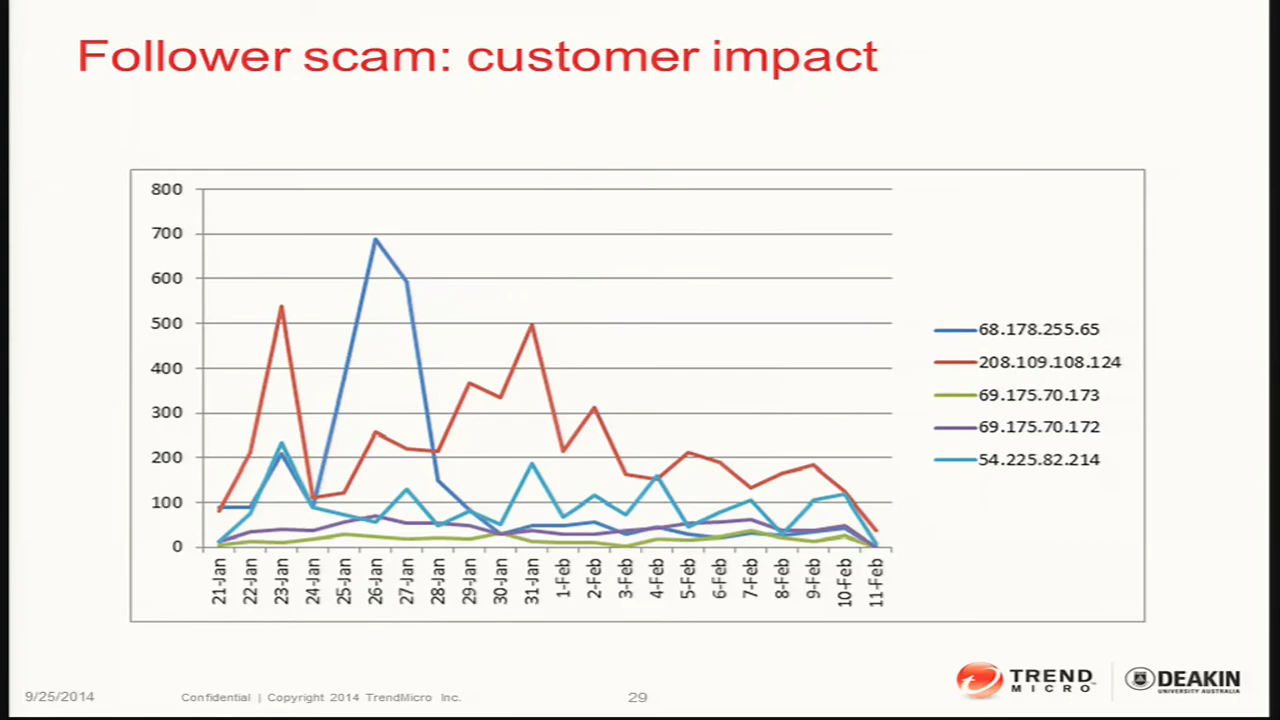 Follower scam: customer impact
800
700
600
500
400
300
200
100
0
21-Jan
22-Jan
23-Jan
24-Jan
25-Jan
26-Jan
27-Jan
28-Jan
29-Jan
30-Jan
31-Jan
1-Feb
2-Feb
3-Feb
4-Feb
5-Feb
6-Feb
7-Feb
8-Feb
9-Feb
10-Feb
11-Feb
68.178.255.65
208.109.108.124
69.175.70.173
69.175.70.172
54.225.82.214
9/25/2014
Confidential | Copyright 2014 TrendMicro Inc.
29
TREND
MICRO
DEAKIN
UNIVERSITY AUSTRALIA